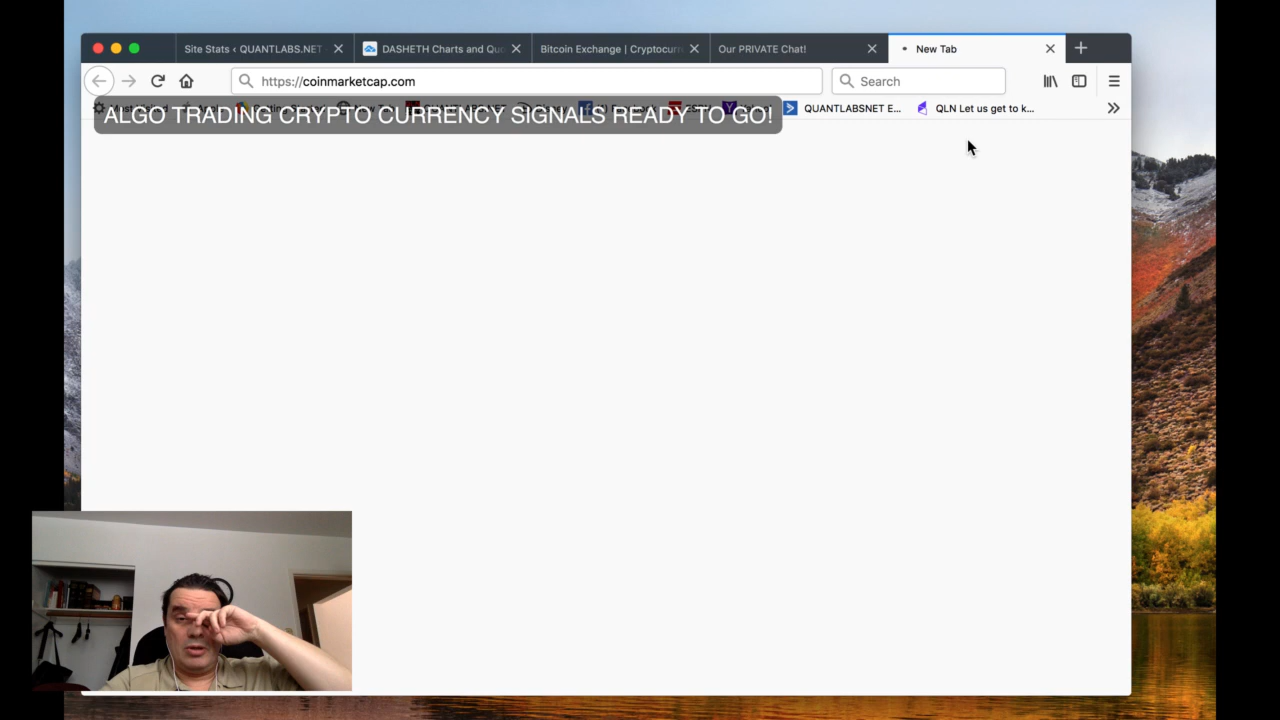 Site Stats ‹ QUANTLABS.NET
DASHETH Charts and Quo
Bitcoin Exchange | Cryptocurr
Our PRIVATE Chat!
New Tab
https://coinmarketcap.com
Search
ALGO TRADING CRYPTO CURRENCY SIGNALS READY TO GO!
QUANTLABSNET E...
QLN Let us get to k...